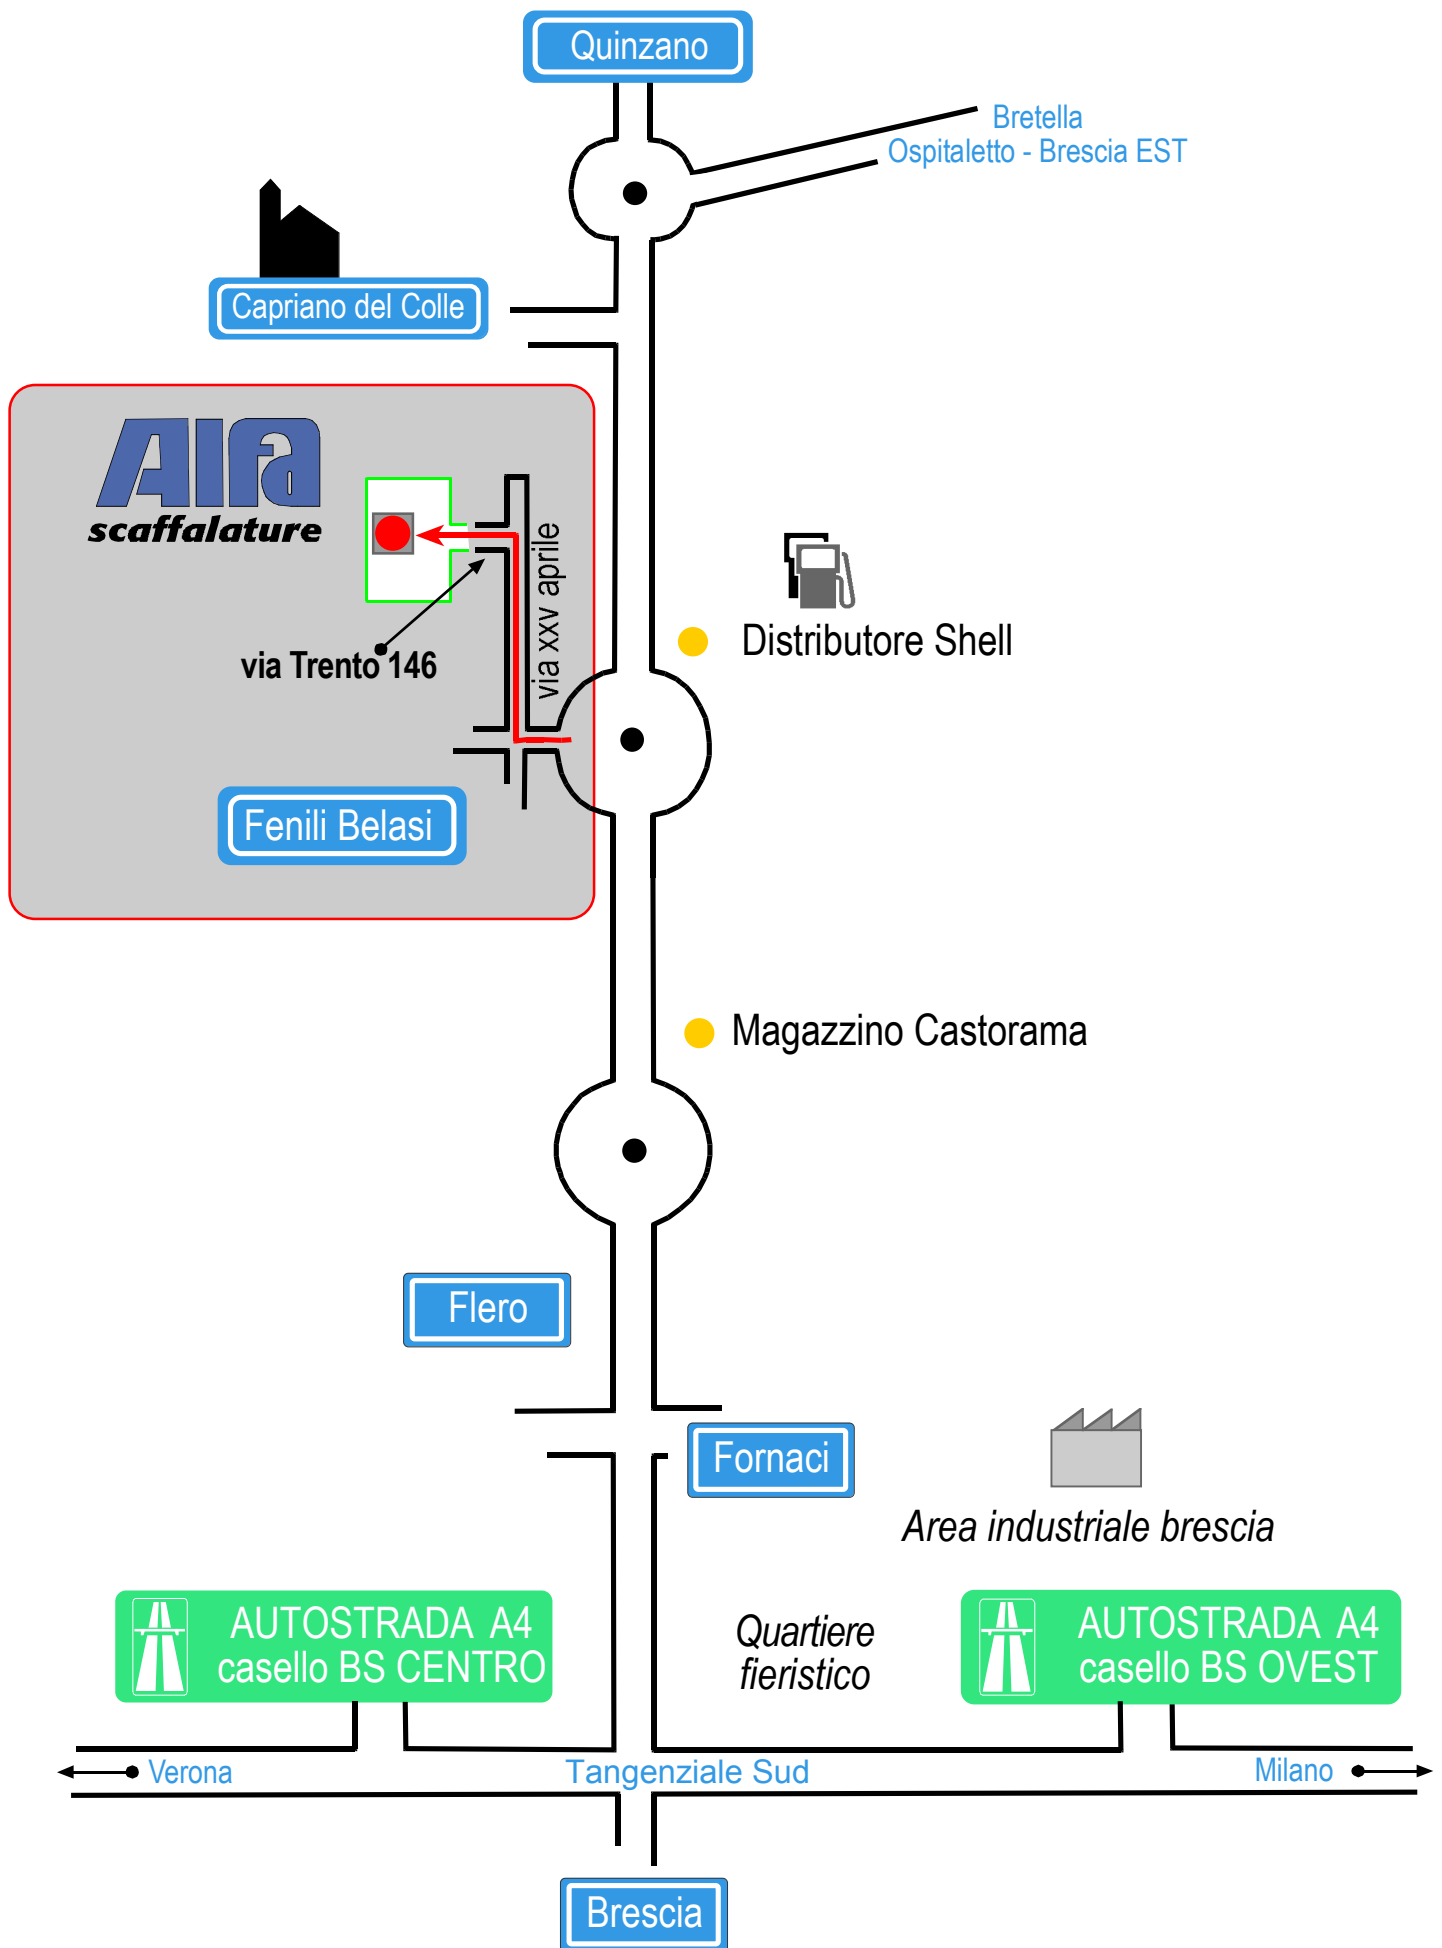 Quinzano
Bretella
Ospitaletto - Brescia EST
Capriano del Colle
Alfa
scaffalature
via xxv aprile
Distributore Shell
via Trento 146
Fenili Belasi
Magazzino Castorama
Flero
Fornaci
Area industriale brescia
AUTOSTRADA A4
casello BS CENTRO
Quartiere
fieristico
AUTOSTRADA A4
casello BS OVEST
Verona
Tangenziale Sud
Milano
Brescia